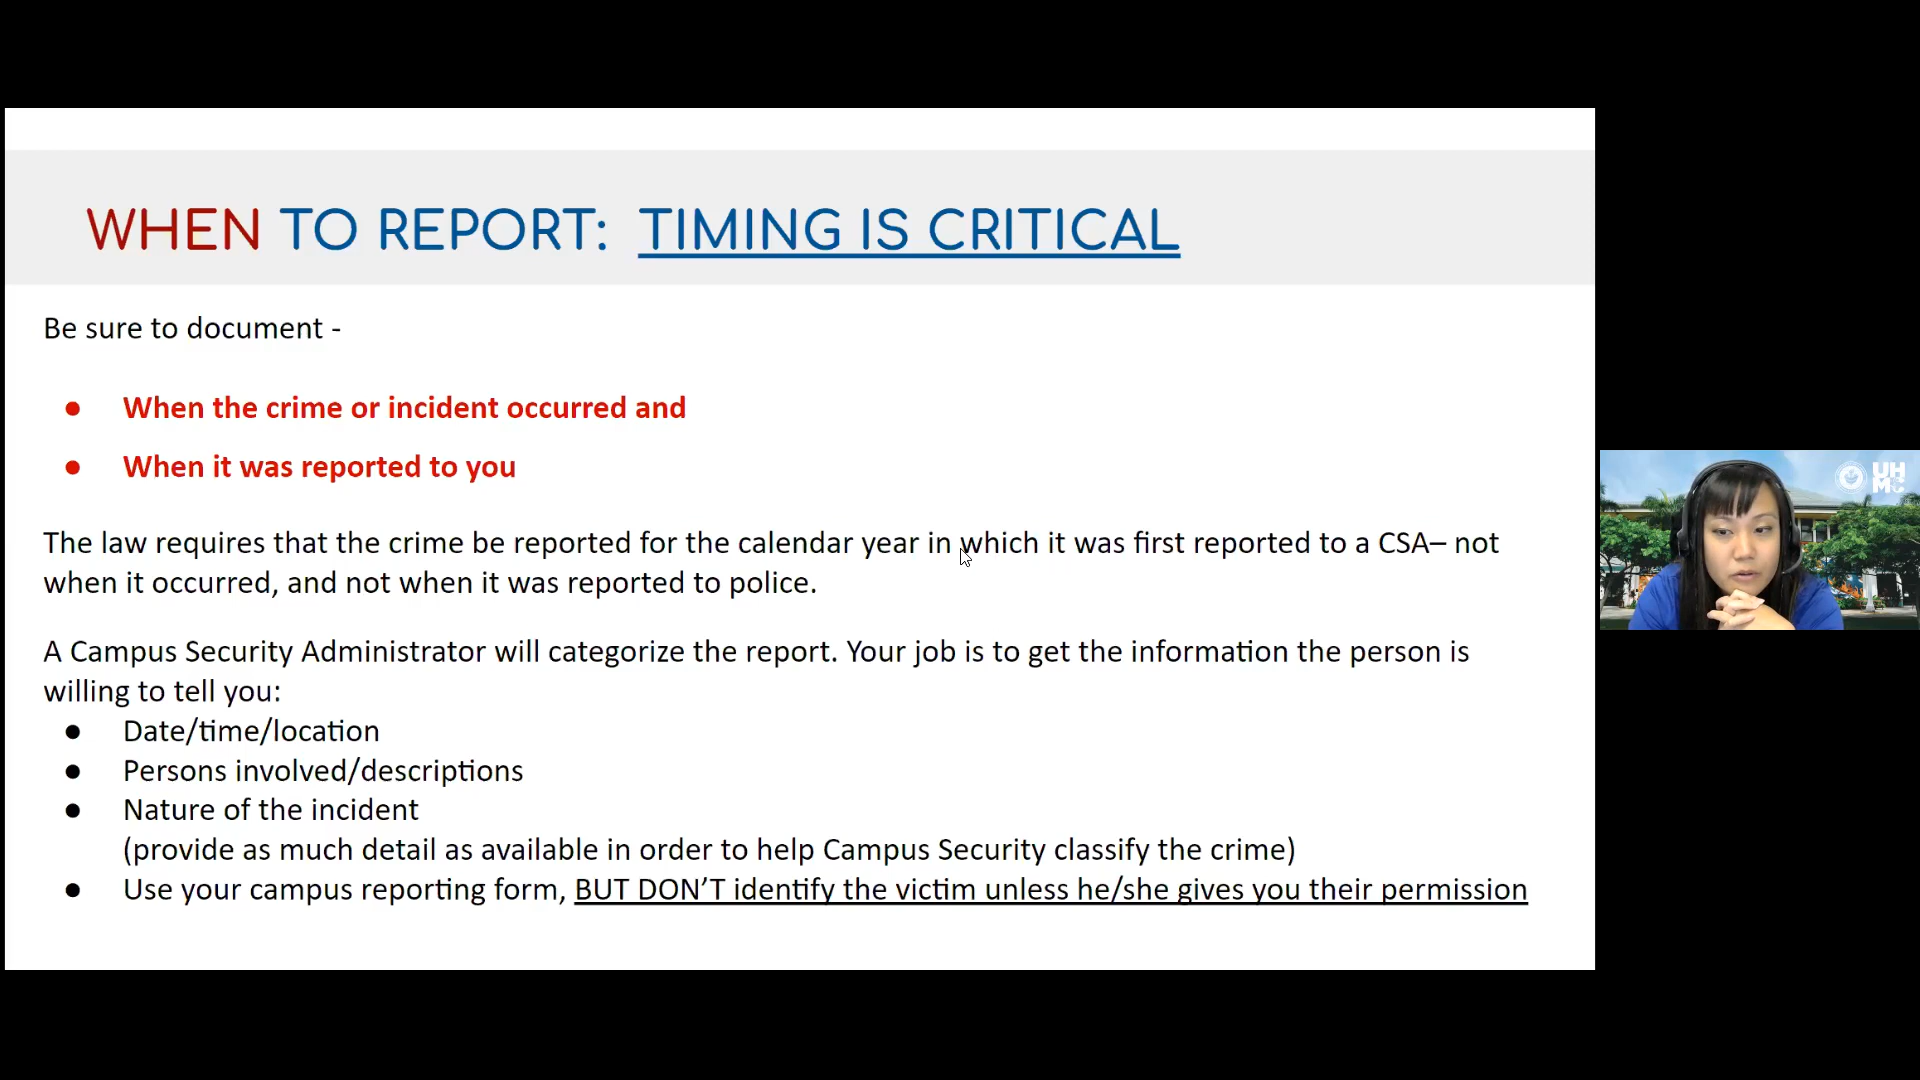 WHEN TO REPORT: TIMING IS CRITICAL
Be sure to document -
● When the crime or incident occurred and
● When it was reported to you
The law requires that the crime be reported for the calendar year in which it was first reported to a CSA– not
when it occurred, and not when it was reported to police.
A Campus Security Administrator will categorize the report. Your job is to get the information the person is
willing to tell you:
● Date/time/location
● Persons involved/descriptions
● Nature of the incident
(provide as much detail as available in order to help Campus Security classify the crime)
● Use your campus reporting form, BUT DON’T identify the victim unless he/she gives you their permission
UH
MC